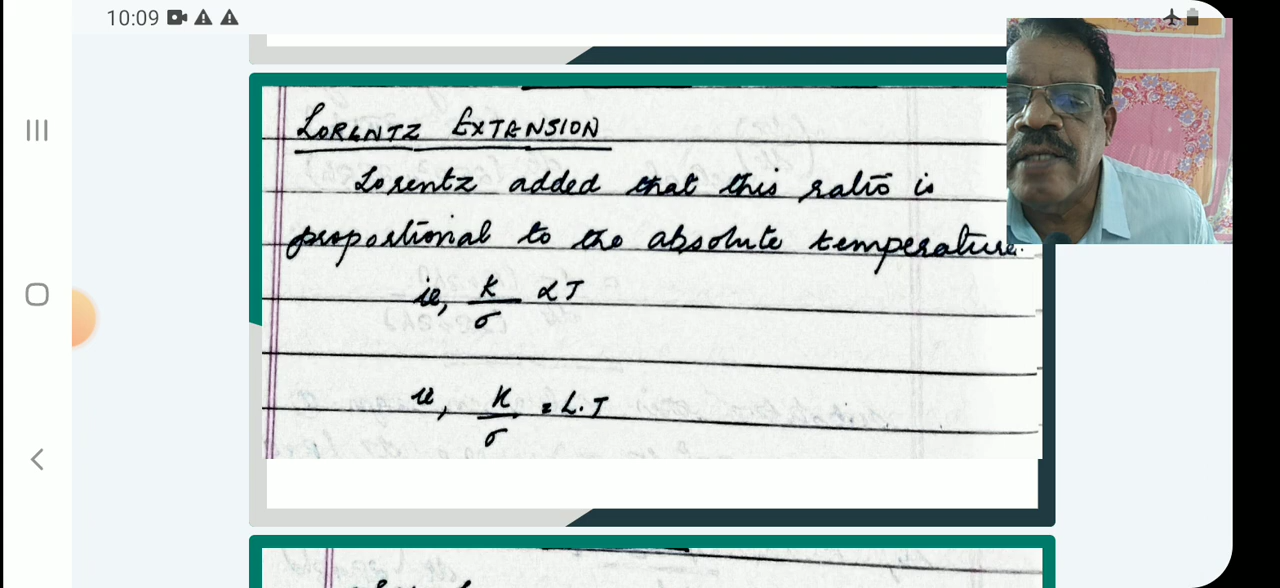 10:09
LORENTZ EXTENSION
Lorentz added that this ratio is
proportional to the absolute temperature.
ie, K/σ ∝ T
ie, K/σ = L.T